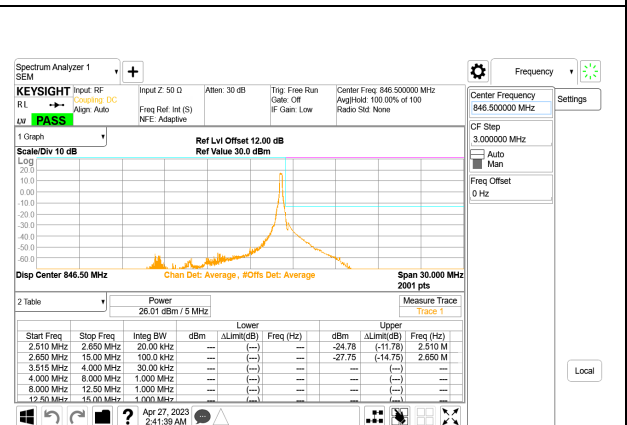 Spectrum Analyzer 1
SEM
Frequency
KEYSIGHT
R L
LXI
PASS
Input: RF
Coupling: DC
Align: Auto
Input Z: 50 Ω
Freq Ref: Int (S)
NFE: Adaptive
Atten: 30 dB
Trig: Free Run
Gate: Off
IF Gain: Low
Center Freq: 846.500000 MHz
Avg|Hold: 100.00% of 100
Radio Std: None
Center Frequency
846.500000 MHz
Settings
CF Step
3.000000 MHz
Auto
Man
Freq Offset
0 Hz
Local
1 Graph
Scale/Div 10 dB
Ref Lvl Offset 12.00 dB
Ref Value 30.0 dBm
Log
20.0
10.0
0.00
-10.0
-20.0
-30.0
-40.0
-50.0
-60.0
Disp Center 846.50 MHz
Chan Det: Average , #Offs Det: Average
Span 30.000 MHz
2001 pts
2 Table
Power
26.01 dBm / 5 MHz
Measure Trace
Trace 1
Lower Upper
Start Freq Stop Freq Integ BW dBm ΔLimit(dB) Freq (Hz) dBm ΔLimit(dB) Freq (Hz)
2.510 MHz 2.650 MHz 20.00 kHz --- (---) --- -24.78 (-11.78) 2.510 M
2.650 MHz 15.00 MHz 100.0 kHz --- (---) --- -27.75 (-14.75) 2.650 M
3.515 MHz 4.000 MHz 30.00 kHz --- (---) --- --- (---) ---
4.000 MHz 8.000 MHz 1.000 MHz --- (---) --- --- (---) ---
8.000 MHz 12.50 MHz 1.000 MHz --- (---) --- --- (---) ---
12.50 MHz 15.00 MHz 1.000 MHz --- (---) --- --- (---) ---
Apr 27, 2023
2:41:39 AM